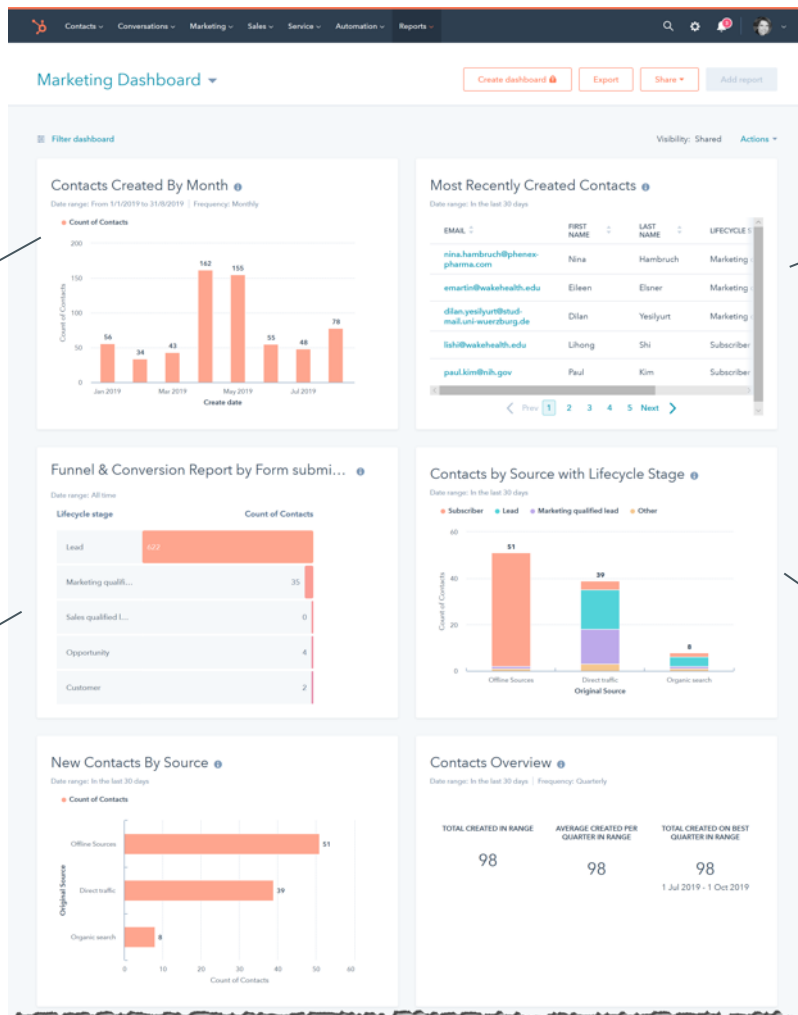 Contacts Conversations Marketing Sales Service Automation Reports
Marketing Dashboard
Create dashboard Export Share Add report
Filter dashboard
Visibility: Shared Actions
Contacts Created By Month
Date range: From 1/1/2019 to 31/8/2019 | Frequency: Monthly
Count of Contacts
200
150
100
50
0
Count of Contacts
56
34
43
162
155
55
48
78
Jan 2019 Mar 2019 May 2019 Jul 2019
Create date
Most Recently Created Contacts
Date range: In the last 30 days
EMAIL FIRST NAME LAST NAME LIFECYCLE S
nina.hambruch@phenex-
pharma.com Nina Hambruch Marketing
emartin@wakehealth.edu Eileen Elsner Marketing
dilan.yesilyurt@stud-
mail.uni-wuerzburg.de Dilan Yesilyurt Marketing
lishi@wakehealth.edu Lihong Shi Subscriber
paul.kim@nih.gov Paul Kim Subscriber
Prev 1 2 3 4 5 Next
Funnel & Conversion Report by Form submi...
Date range: All time
Lifecycle stage Count of Contacts
Lead 622
Marketing qualifi... 35
Sales qualified l... 0
Opportunity 4
Customer 2
Contacts by Source with Lifecycle Stage
Date range: In the last 30 days
Subscriber Lead Marketing qualified lead Other
60
40
20
0
Count of Contacts
51
39
8
Offline Sources Direct traffic Organic search
Original Source
New Contacts By Source
Date range: In the last 30 days
Count of Contacts
Original Source
Offline Sources 51
Direct traffic 39
Organic search 8
0 10 20 30 40 50 60
Count of Contacts
Contacts Overview
Date range: In the last 30 days | Frequency: Quarterly
TOTAL CREATED IN RANGE
98
AVERAGE CREATED PER
QUARTER IN RANGE
98
TOTAL CREATED ON BEST
QUARTER IN RANGE
98
1 Jul 2019 - 1 Oct 2019